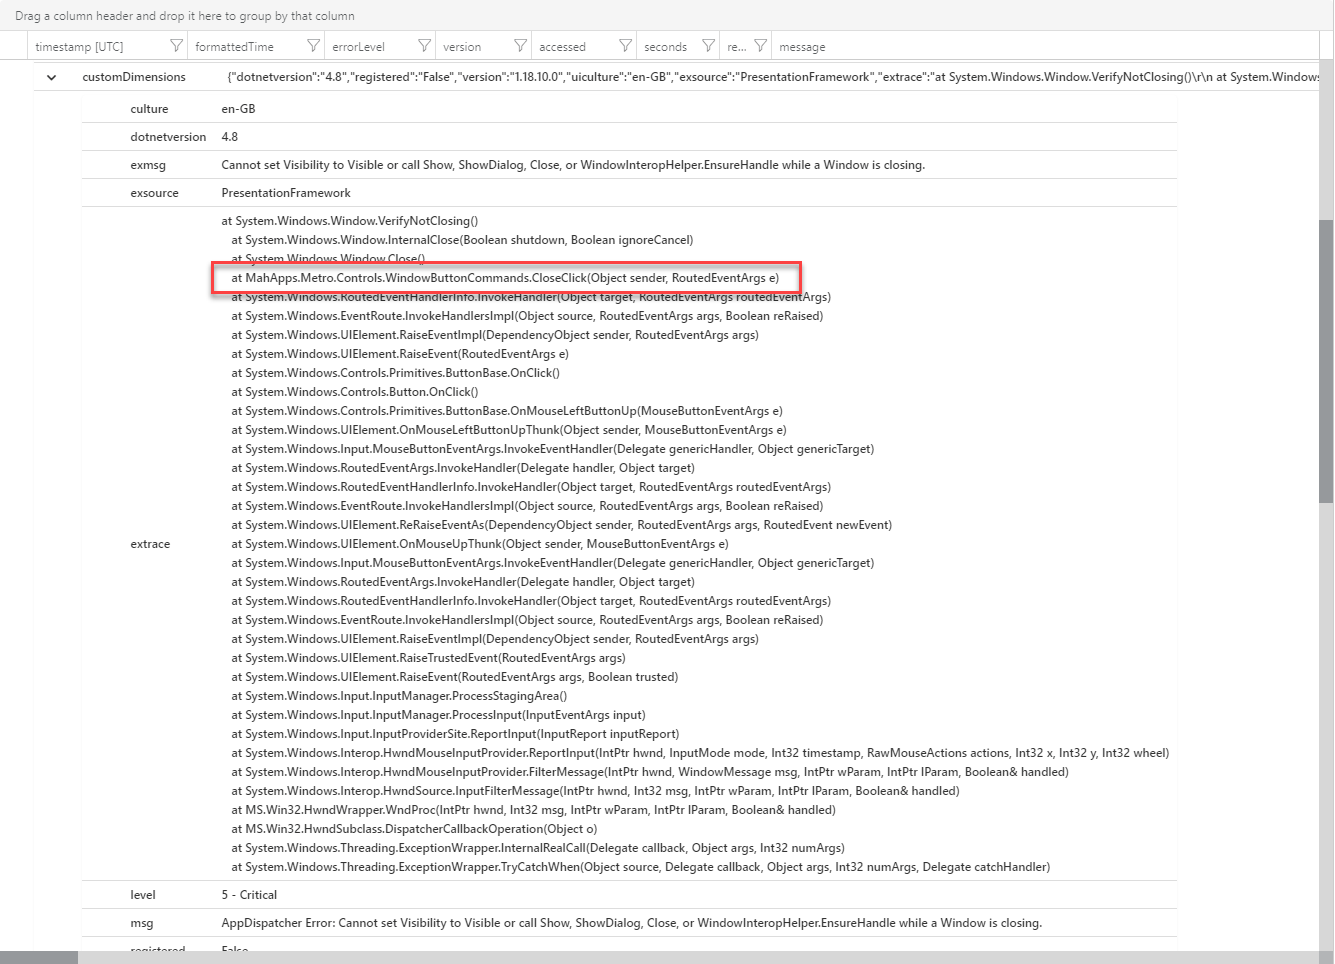 Drag a column header and drop it here to group by that column
timestamp [UTC] formattedTime errorLevel version accessed seconds re... message
customDimensions {"dotnetversion":"4.8","registered":"False","version":"1.18.10.0","uiculture":"en-GB","exsource":"PresentationFramework","extrace":"at System.Windows.Window.VerifyNotClosing()\r\n at System.Windows
culture en-GB
dotnetversion 4.8
exmsg Cannot set Visibility to Visible or call Show, ShowDialog, Close, or WindowInteropHelper.EnsureHandle while a Window is closing.
exsource PresentationFramework
at System.Windows.Window.VerifyNotClosing()
at System.Windows.Window.InternalClose(Boolean shutdown, Boolean ignoreCancel)
at System.Windows.Window.Close()
at MahApps.Metro.Controls.WindowButtonCommands.CloseClick(Object sender, RoutedEventArgs e)
at System.Windows.RoutedEventHandlerInfo.InvokeHandler(Object target, RoutedEventArgs routedEventArgs)
at System.Windows.EventRoute.InvokeHandlersImpl(Object source, RoutedEventArgs args, Boolean reRaised)
at System.Windows.UIElement.RaiseEventImpl(DependencyObject sender, RoutedEventArgs args)
at System.Windows.UIElement.RaiseEvent(RoutedEventArgs e)
at System.Windows.Controls.Primitives.ButtonBase.OnClick()
at System.Windows.Controls.Button.OnClick()
at System.Windows.Controls.Primitives.ButtonBase.OnMouseLeftButtonUp(MouseButtonEventArgs e)
at System.Windows.UIElement.OnMouseLeftButtonUpThunk(Object sender, MouseButtonEventArgs e)
at System.Windows.Input.MouseButtonEventArgs.InvokeEventHandler(Delegate genericHandler, Object genericTarget)
at System.Windows.RoutedEventArgs.InvokeHandler(Delegate handler, Object target)
at System.Windows.RoutedEventHandlerInfo.InvokeHandler(Object target, RoutedEventArgs routedEventArgs)
at System.Windows.EventRoute.InvokeHandlersImpl(Object source, RoutedEventArgs args, Boolean reRaised)
at System.Windows.UIElement.ReRaiseEventAs(DependencyObject sender, RoutedEventArgs args, RoutedEvent newEvent)
extrace at System.Windows.UIElement.OnMouseUpThunk(Object sender, MouseButtonEventArgs e)
at System.Windows.Input.MouseButtonEventArgs.InvokeEventHandler(Delegate genericHandler, Object genericTarget)
at System.Windows.RoutedEventArgs.InvokeHandler(Delegate handler, Object target)
at System.Windows.RoutedEventHandlerInfo.InvokeHandler(Object target, RoutedEventArgs routedEventArgs)
at System.Windows.EventRoute.InvokeHandlersImpl(Object source, RoutedEventArgs args, Boolean reRaised)
at System.Windows.UIElement.RaiseEventImpl(DependencyObject sender, RoutedEventArgs args)
at System.Windows.UIElement.RaiseTrustedEvent(RoutedEventArgs args)
at System.Windows.UIElement.RaiseEvent(RoutedEventArgs args, Boolean trusted)
at System.Windows.Input.InputManager.ProcessStagingArea()
at System.Windows.Input.InputManager.ProcessInput(InputEventArgs input)
at System.Windows.Input.InputProviderSite.ReportInput(InputReport inputReport)
at System.Windows.Interop.HwndMouseInputProvider.ReportInput(IntPtr hwnd, InputMode mode, Int32 timestamp, RawMouseActions actions, Int32 x, Int32 y, Int32 wheel)
at System.Windows.Interop.HwndMouseInputProvider.FilterMessage(IntPtr hwnd, WindowMessage msg, IntPtr wParam, IntPtr lParam, Boolean& handled)
at System.Windows.Interop.HwndSource.InputFilterMessage(IntPtr hwnd, Int32 msg, IntPtr wParam, IntPtr lParam, Boolean& handled)
at MS.Win32.HwndWrapper.WndProc(IntPtr hwnd, Int32 msg, IntPtr wParam, IntPtr lParam, Boolean& handled)
at MS.Win32.HwndSubclass.DispatcherCallbackOperation(Object o)
at System.Windows.Threading.ExceptionWrapper.InternalRealCall(Delegate callback, Object args, Int32 numArgs)
at System.Windows.Threading.ExceptionWrapper.TryCatchWhen(Object source, Delegate callback, Object args, Int32 numArgs, Delegate catchHandler)
level 5 - Critical
msg AppDispatcher Error: Cannot set Visibility to Visible or call Show, ShowDialog, Close, or WindowInteropHelper.EnsureHandle while a Window is closing.
registered False